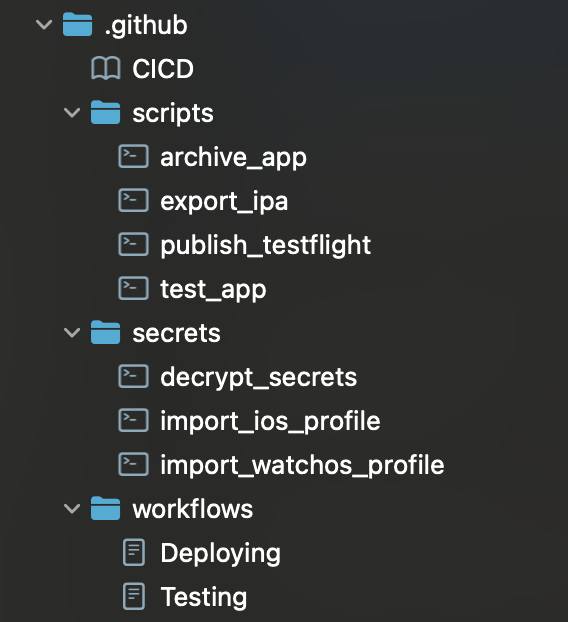 .github
CICD
scripts
archive_app
export_ipa
publish_testflight
test_app
secrets
decrypt_secrets
import_ios_profile
import_watchos_profile
workflows
Deploying
Testing